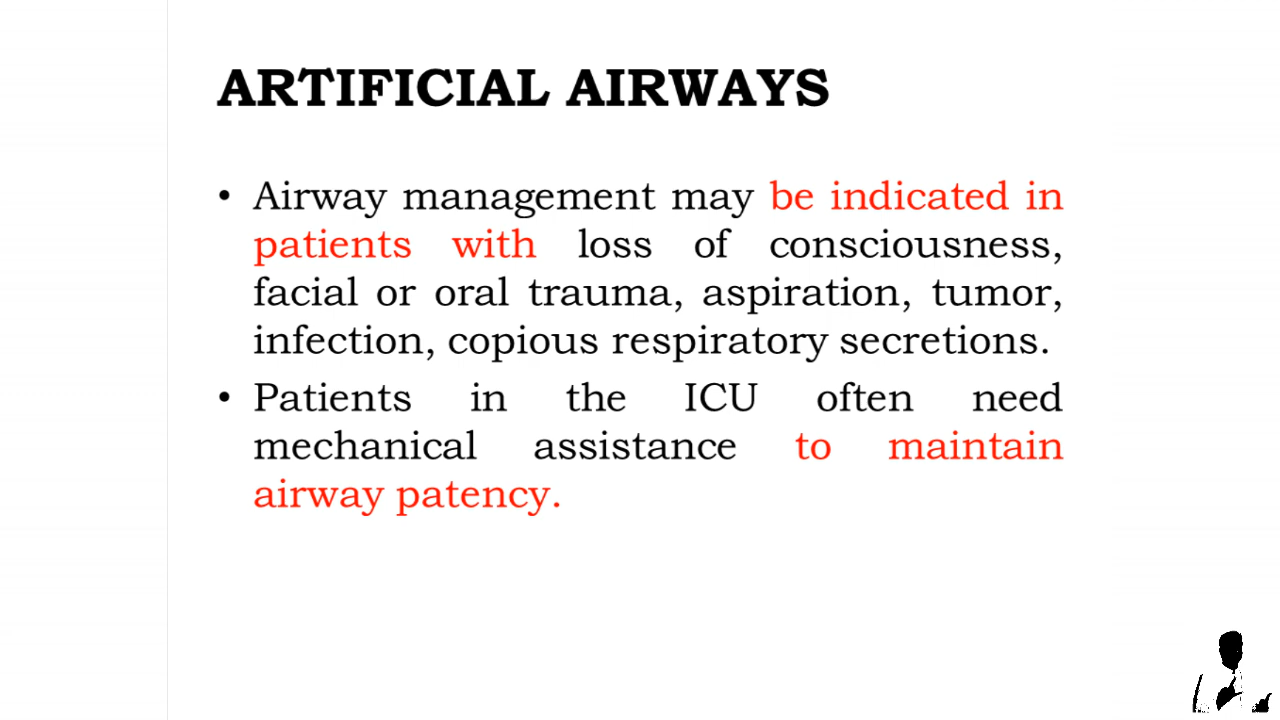 ARTIFICIAL AIRWAYS
• Airway management may be indicated in
patients with loss of consciousness,
facial or oral trauma, aspiration, tumor,
infection, copious respiratory secretions.
• Patients in the ICU often need
mechanical assistance to maintain
airway patency.